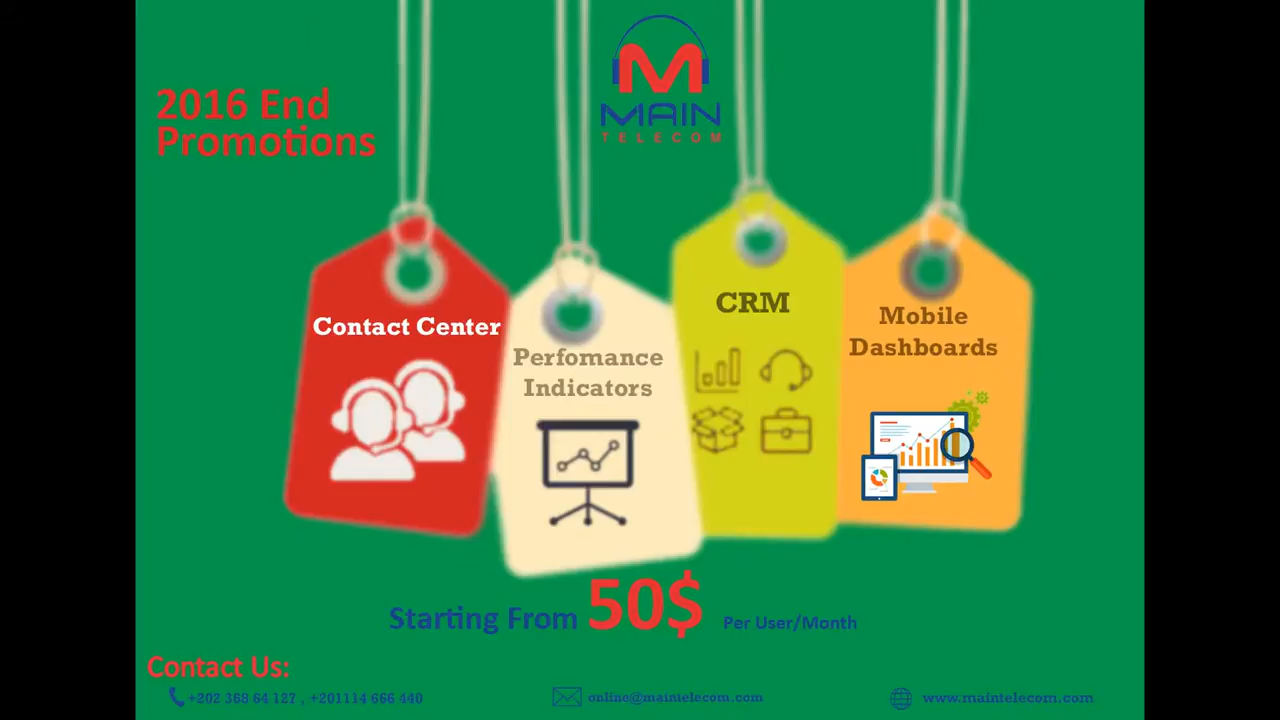 M
MAIN
TELECOM
2016 End
Promotions
Contact Center
Perfomance
Indicators
CRM
Mobile
Dashboards
Starting From 50$ Per User/Month
Contact Us:
+202 368 64 127 , +201114 666 440
online@maintelecom.com
www.maintelecom.com